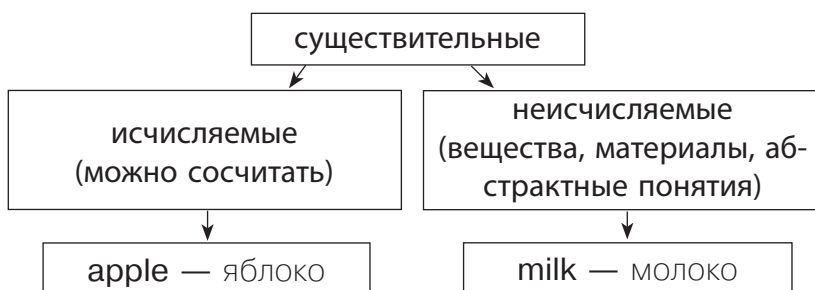 существительные
исчисляемые
(можно сосчитать)
неисчисляемые
(вещества, материалы, аб-
страктные понятия)
apple — яблоко
milk — молоко